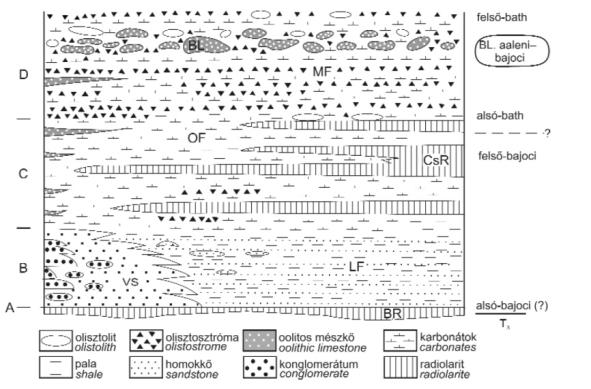 felső-bath
BL
BL. aaleni–
bajoci
D
MF
alsó-bath
OF
?
felső-bajoci
CsR
C
B
VS
LF
A
BR
alsó-bajoci (?)
T₃
olisztolit
olistolith
olisztosztróma
olistostrome
oolitos mészkő
oolithic limestone
karbonátok
carbonates
pala
shale
homokkő
sandstone
konglomerátum
conglomerate
radiolarit
radiolarite